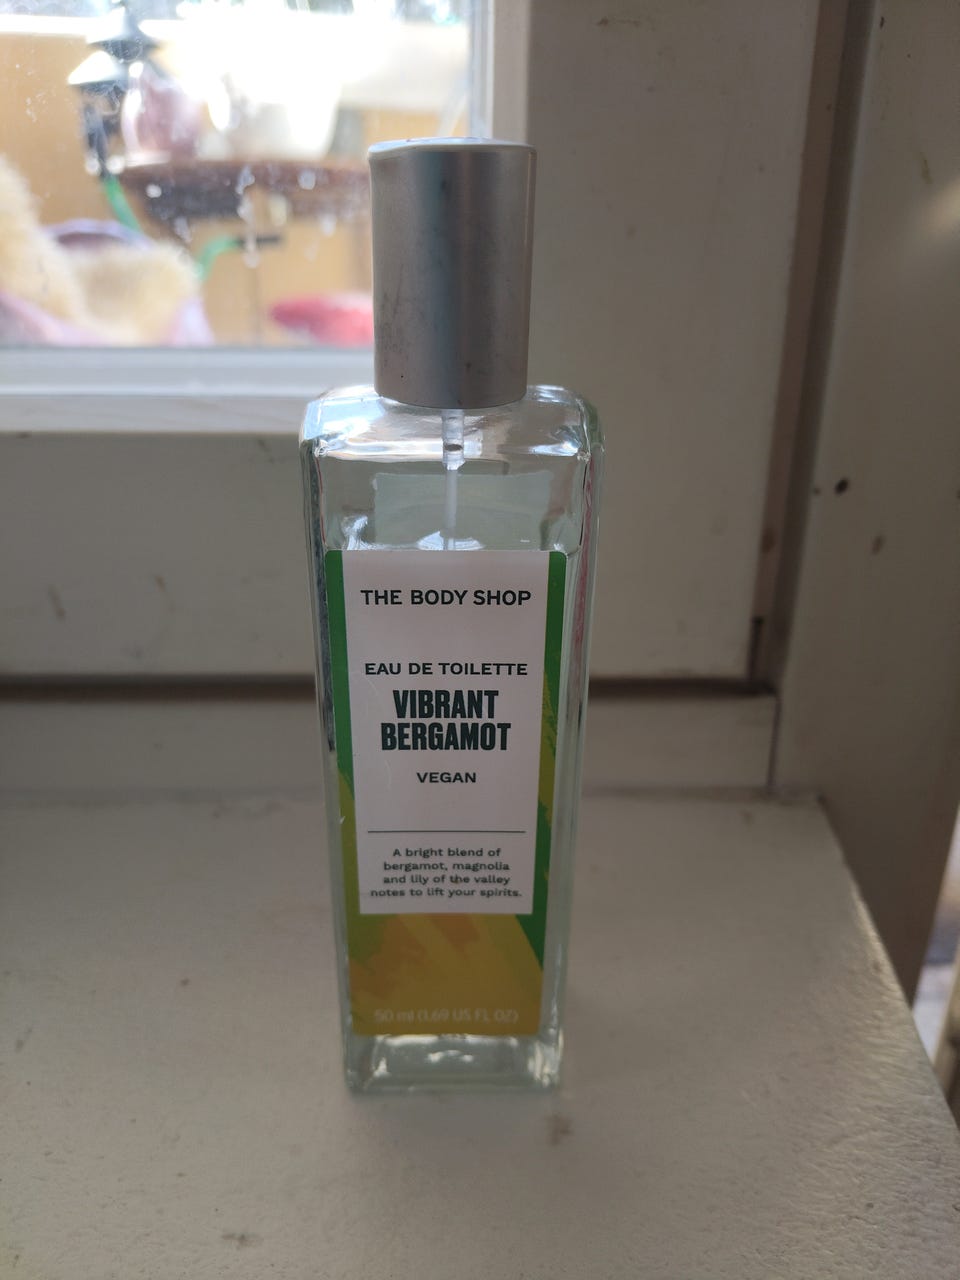 THE BODY SHOP
EAU DE TOILETTE
VIBRANT
BERGAMOT
VEGAN
A bright blend of
bergamot, magnolia
and lily of the valley
notes to lift your spirits.
50 ml (1.69 US FL OZ)